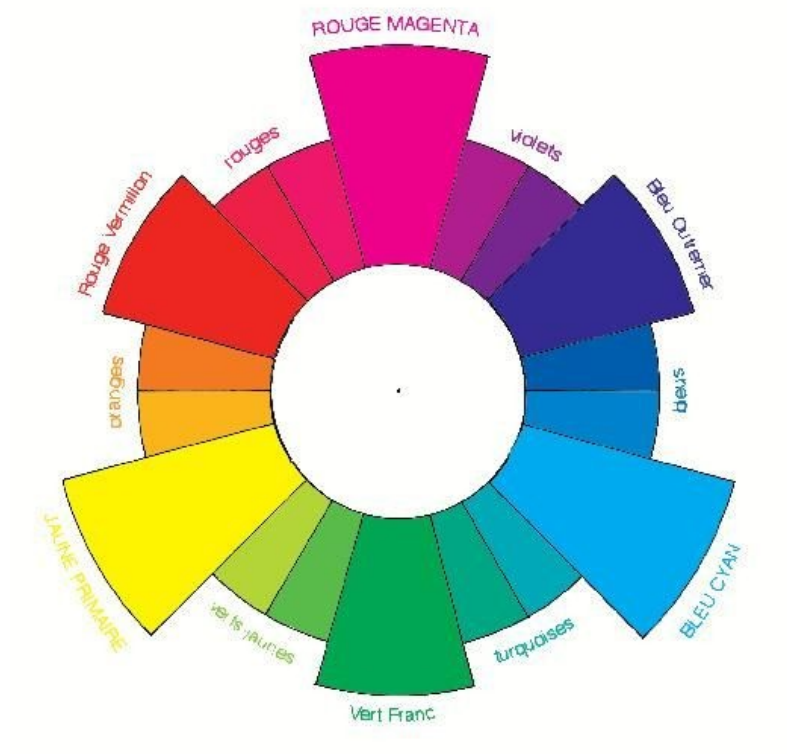 ROUGE MAGENTA
violets
Bleu Outremer
bleus
BLEU CYAN
turquoises
Vert Franc
verts jaunes
JAUNE PRIMAIRE
oranges
Rouge Vermillon
rouges